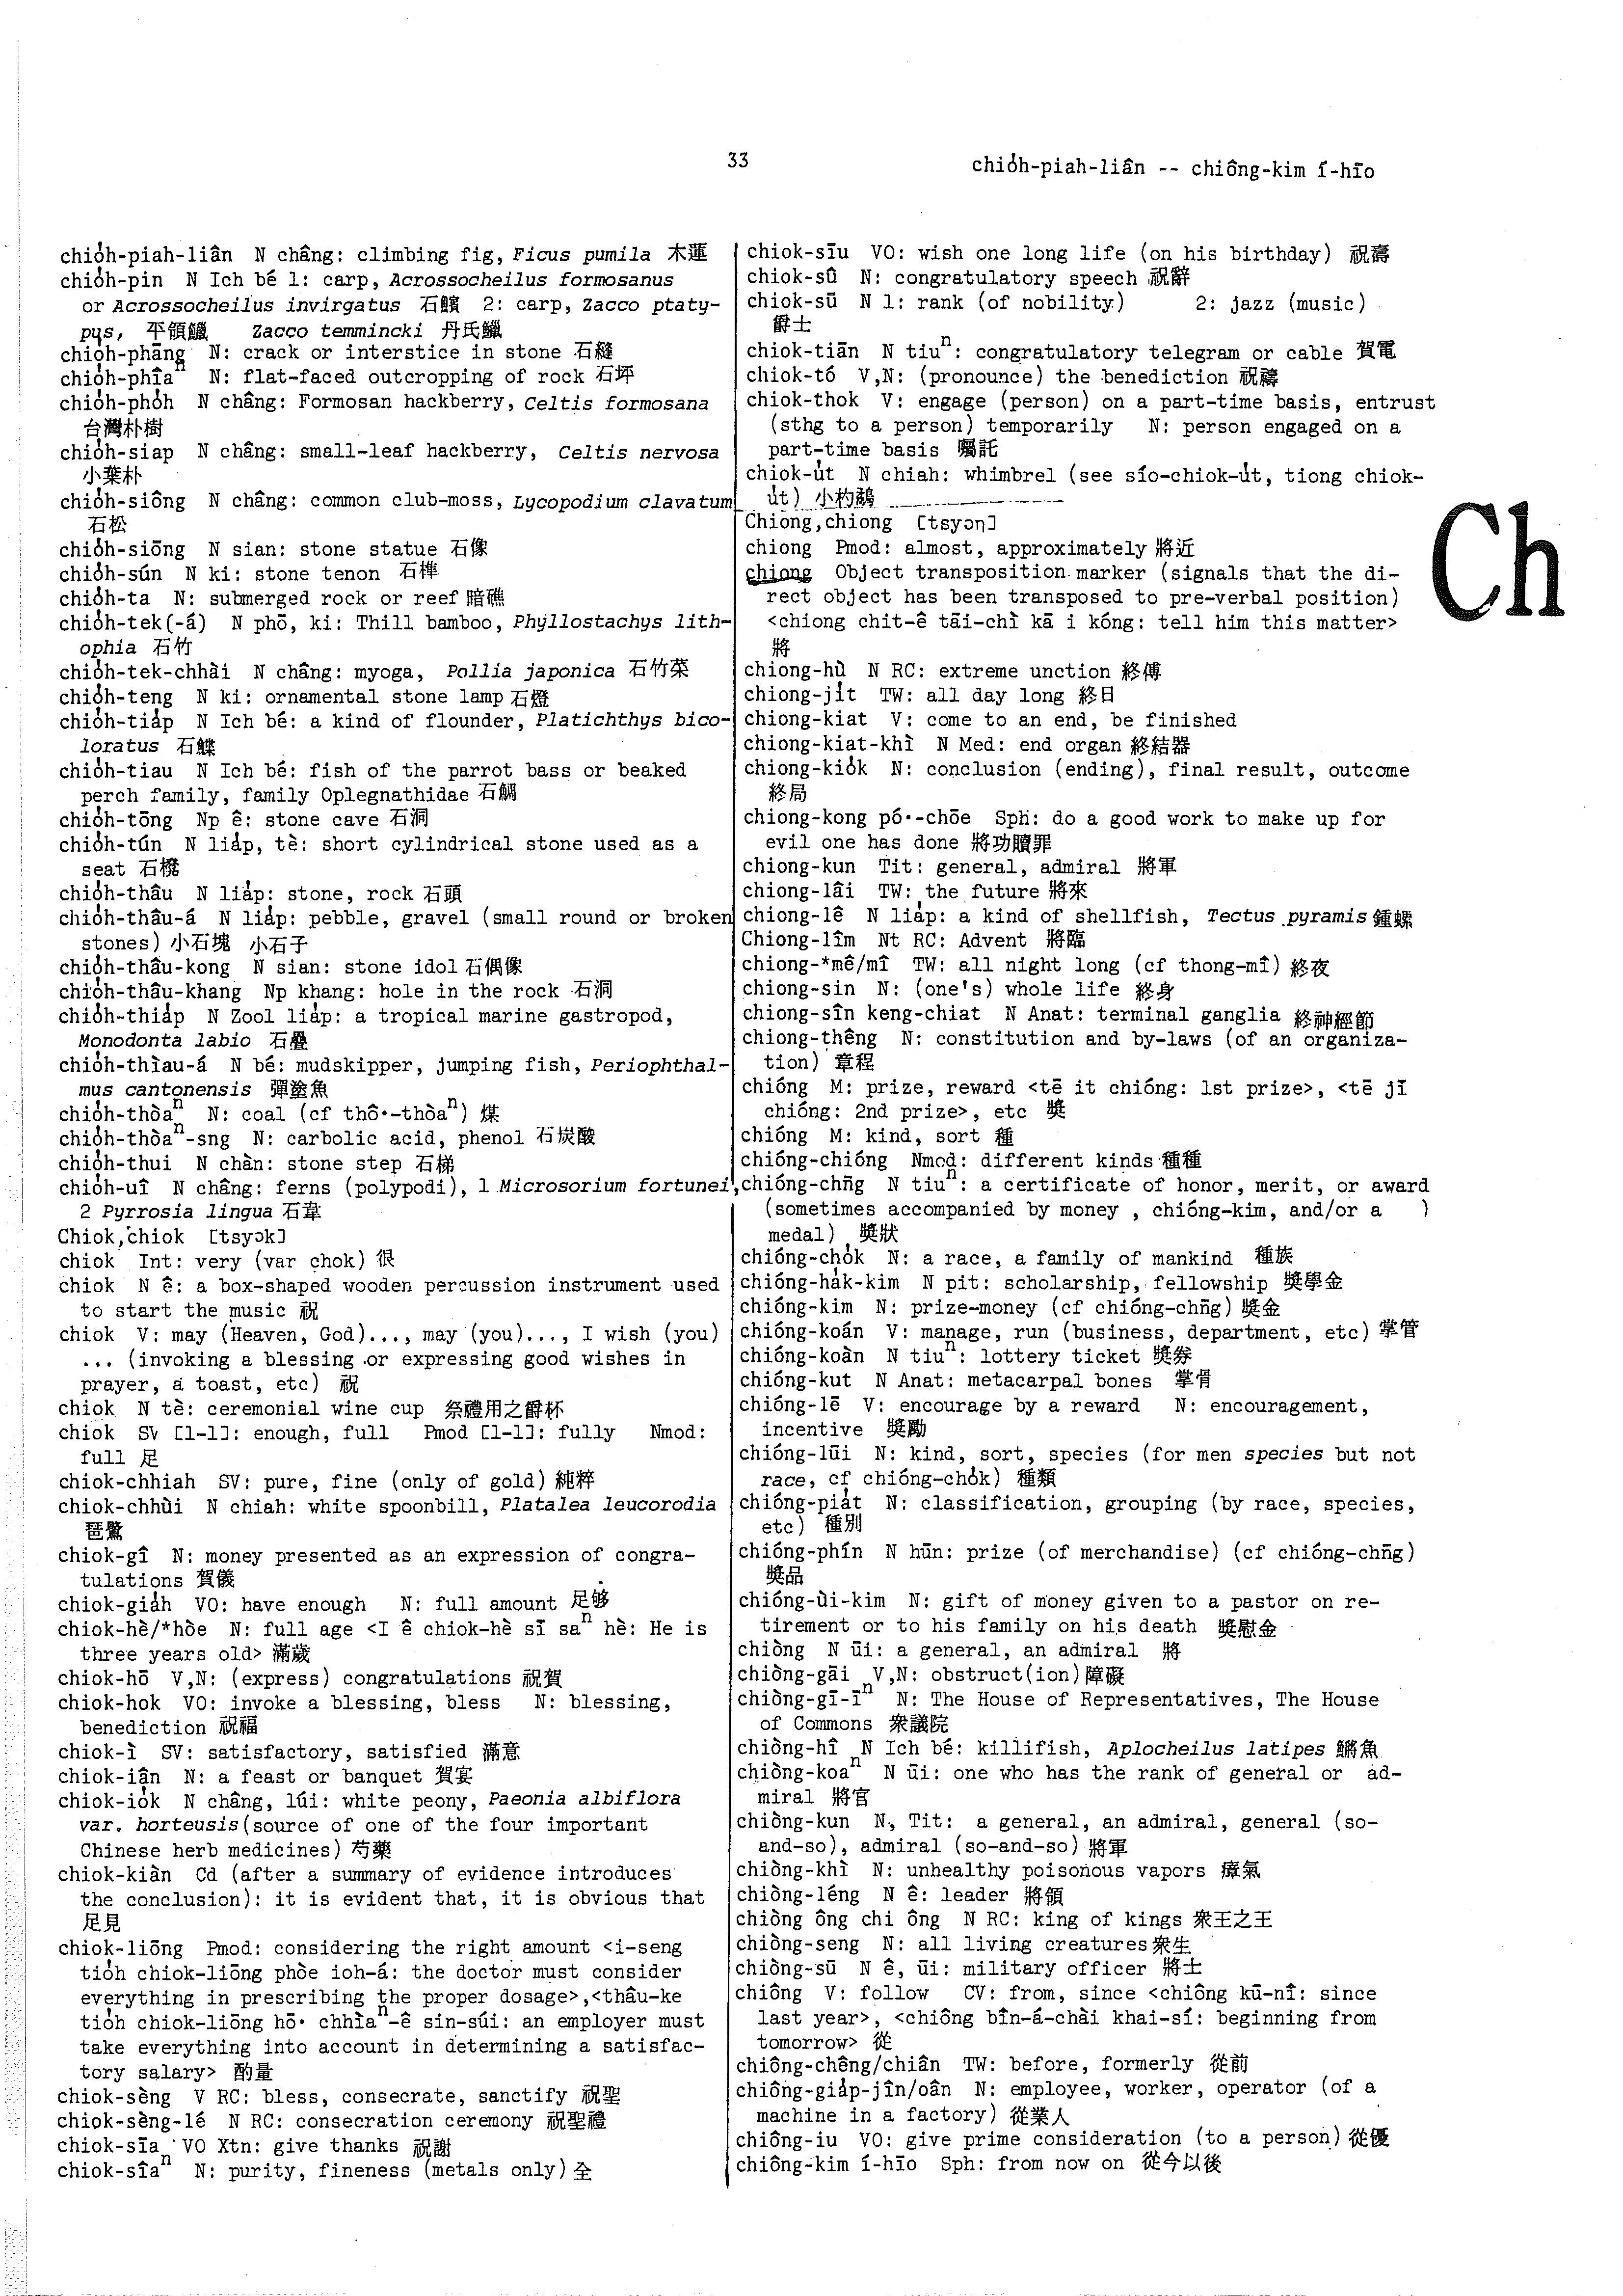 33
chio̍h-piah-liân -- chiông-kim í-hīo
chio̍h-piah-liân N châng: climbing fig, Ficus pumila 木蓮
chio̍h-pin N Ich bé 1: carp, Acrossocheilus formosanus
or Acrossocheilus invirgatus 石鱝 2: carp, Zacco ptaty-
pus, 平頷鱲 Zacco temmincki 丹氏鱲
chio̍h-phāng N: crack or interstice in stone 石縫
chio̍h-phîaⁿ N: flat-faced outcropping of rock 石坪
chio̍h-pho̍h N châng: Formosan hackberry, Celtis formosana
台灣朴樹
chio̍h-siap N châng: small-leaf hackberry, Celtis nervosa
小葉朴
chio̍h-siông N châng: common club-moss, Lycopodium clavatum
石松
chio̍h-siōng N sian: stone statue 石像
chio̍h-sún N ki: stone tenon 石榫
chio̍h-ta N: submerged rock or reef 暗礁
chio̍h-tek(-á) N phō, ki: Thill bamboo, Phyllostachys lith-
ophia 石竹
chio̍h-tek-chhài N châng: myoga, Pollia japonica 石竹菜
chio̍h-teng N ki: ornamental stone lamp 石燈
chio̍h-tia̍p N Ich bé: a kind of flounder, Platichthys bico-
loratus 石鰈
chio̍h-tiau N Ich bé: fish of the parrot bass or beaked
perch family, family Oplegnathidae 石鯛
chio̍h-tōng Np ê: stone cave 石洞
chio̍h-tún N lia̍p, tè: short cylindrical stone used as a
seat 石櫈
chio̍h-thâu N lia̍p: stone, rock 石頭
chio̍h-thâu-á N lia̍p: pebble, gravel (small round or broken
stones) 小石塊 小石子
chio̍h-thâu-kong N sian: stone idol 石偶像
chio̍h-thâu-khang Np khang: hole in the rock 石洞
chio̍h-thia̍p N Zool lia̍p: a tropical marine gastropod,
Monodonta labio 石疊
chio̍h-thìau-á N bé: mudskipper, jumping fish, Periophthal-
mus cantonensis 彈塗魚
chio̍h-thòaⁿ N: coal (cf thô·-thòaⁿ) 煤
chio̍h-thòaⁿ-sng N: carbolic acid, phenol 石炭酸
chio̍h-thui N chàn: stone step 石梯
chio̍h-uî N châng: ferns (polypodi), 1 Microsorium fortunei,
2 Pyrrosia lingua 石韋
Chiok,chiok [tsyɔk]
chiok Int: very (var chok) 很
chiok N ê: a box-shaped wooden percussion instrument used
to start the music 祝
chiok V: may (Heaven, God)..., may (you)..., I wish (you)
... (invoking a blessing or expressing good wishes in
prayer, a toast, etc) 祝
chiok N tè: ceremonial wine cup 祭禮用之爵杯
chiok SV [1-1]: enough, full Pmod [1-1]: fully Nmod:
full 足
chiok-chhiah SV: pure, fine (only of gold) 純粹
chiok-chhùi N chiah: white spoonbill, Platalea leucorodia
琵鷺
chiok-gî N: money presented as an expression of congra-
tulations 賀儀
chiok-gia̍h VO: have enough N: full amount 足够
chiok-hè/*hòe N: full age <I ê chiok-hè sī saⁿ hè: He is
three years old> 滿歲
chiok-hō V,N: (express) congratulations 祝賀
chiok-hok VO: invoke a blessing, bless N: blessing,
benediction 祝福
chiok-ì SV: satisfactory, satisfied 滿意
chiok-iân N: a feast or banquet 賀宴
chiok-io̍k N châng, lúi: white peony, Paeonia albiflora
var. horteusis(source of one of the four important
Chinese herb medicines) 芍藥
chiok-kiàn Cd (after a summary of evidence introduces
the conclusion): it is evident that, it is obvious that
足見
chiok-liōng Pmod: considering the right amount <i-seng
tio̍h chiok-liōng phòe ioh-á: the doctor must consider
everything in prescribing the proper dosage>,<thâu-ke
tio̍h chiok-liōng hō· chhìaⁿ-ê sin-súi: an employer must
take everything into account in determining a satisfac-
tory salary> 酌量
chiok-sèng V RC: bless, consecrate, sanctify 祝聖
chiok-sèng-lé N RC: consecration ceremony 祝聖禮
chiok-sīa VO Xtn: give thanks 祝謝
chiok-sîaⁿ N: purity, fineness (metals only) 全
chiok-sīu VO: wish one long life (on his birthday) 祝壽
chiok-sû N: congratulatory speech 祝辭
chiok-sū N 1: rank (of nobility) 2: jazz (music)
爵士
chiok-tiān N tiuⁿ: congratulatory telegram or cable 賀電
chiok-tó V,N: (pronounce) the benediction 祝禱
chiok-thok V: engage (person) on a part-time basis, entrust
(sthg to a person) temporarily N: person engaged on a
part-time basis 囑託
chiok-u̍t N chiah: whimbrel (see sío-chiok-u̍t, tiong chiok-
u̍t) 小杓鷸
Chiong,chiong [tsyɔŋ]
chiong Pmod: almost, approximately 將近
chiong Object transposition marker (signals that the di-
rect object has been transposed to pre-verbal position)
<chiong chit-ê tāi-chì kā i kóng: tell him this matter>
將
chiong-hù N RC: extreme unction 終傅
chiong-ji̍t TW: all day long 終日
chiong-kiat V: come to an end, be finished
chiong-kiat-khì N Med: end organ 終結器
chiong-kio̍k N: conclusion (ending), final result, outcome
終局
chiong-kong pó·-chōe Sph: do a good work to make up for
evil one has done 將功贖罪
chiong-kun Tit: general, admiral 將軍
chiong-lâi TW: the future 將來
chiong-lê N lia̍p: a kind of shellfish, Tectus pyramis 鍾螺
Chiong-lîm Nt RC: Advent 將臨
chiong-*mê/mî TW: all night long (cf thong-mî) 終夜
chiong-sin N: (one's) whole life 終身
chiong-sîn keng-chiat N Anat: terminal ganglia 終神經節
chiong-thêng N: constitution and by-laws (of an organiza-
tion) 章程
chióng M: prize, reward <tē it chióng: 1st prize>, <tē jī
chióng: 2nd prize>, etc 獎
chióng M: kind, sort 種
chióng-chióng Nmod: different kinds 種種
chióng-chn̄g N tiuⁿ: a certificate of honor, merit, or award
(sometimes accompanied by money , chióng-kim, and/or a )
medal) 獎狀
chióng-cho̍k N: a race, a family of mankind 種族
chióng-ha̍k-kim N pit: scholarship, fellowship 獎學金
chióng-kim N: prize-money (cf chióng-chn̄g) 獎金
chióng-koán V: manage, run (business, department, etc) 掌管
chióng-koàn N tiuⁿ: lottery ticket 獎券
chióng-kut N Anat: metacarpal bones 掌骨
chióng-lē V: encourage by a reward N: encouragement,
incentive 獎勵
chióng-lūi N: kind, sort, species (for men species but not
race, cf chióng-cho̍k) 種類
chióng-pia̍t N: classification, grouping (by race, species,
etc) 種別
chióng-phín N hūn: prize (of merchandise) (cf chióng-chn̄g)
獎品
chióng-ùi-kim N: gift of money given to a pastor on re-
tirement or to his family on his death 獎慰金
chiòng N ūi: a general, an admiral 將
chiòng-gāi V,N: obstruct(ion) 障礙
chiòng-gī-īⁿ N: The House of Representatives, The House
of Commons 衆議院
chiòng-hî N Ich bé: killifish, Aplocheilus latipes 鱂魚
chiòng-koaⁿ N ūi: one who has the rank of general or ad-
miral 將官
chiòng-kun N, Tit: a general, an admiral, general (so-
and-so), admiral (so-and-so) 將軍
chiòng-khì N: unhealthy poisonous vapors 瘴氣
chiòng-léng N ê: leader 將領
chiòng ông chi ông N RC: king of kings 衆王之王
chiòng-seng N: all living creatures 衆生
chiòng-sū N ê, ūi: military officer 將士
chiông V: follow CV: from, since <chiông kū-nî: since
last year>, <chiông bîn-á-chài khai-sí: beginning from
tomorrow> 從
chiông-chêng/chiân TW: before, formerly 從前
chiông-gia̍p-jîn/oân N: employee, worker, operator (of a
machine in a factory) 從業人
chiông-iu VO: give prime consideration (to a person) 從優
chiông-kim í-hīo Sph: from now on 從今以後
Ch